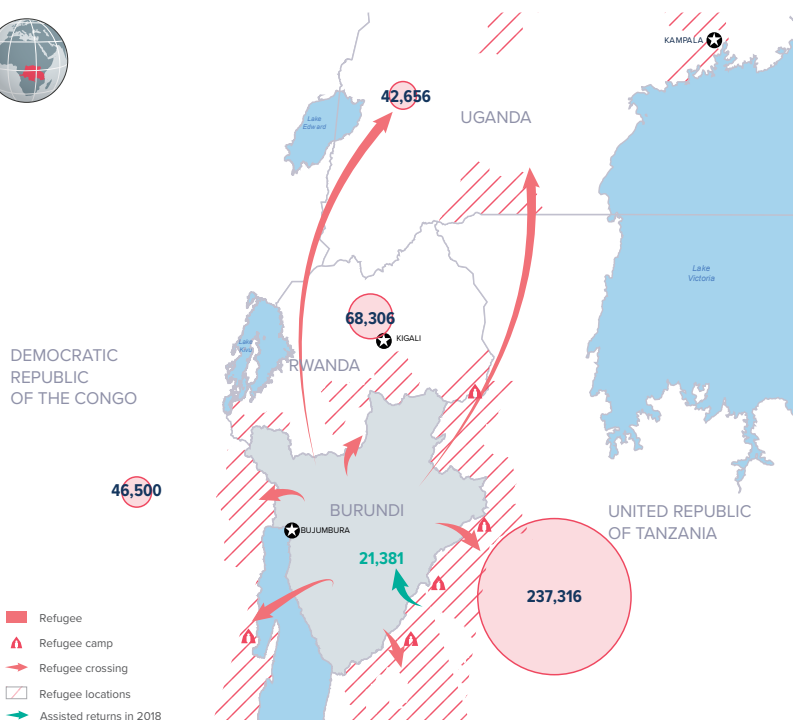 KAMPALA
42,656
UGANDA
Lake
Edward
Lake
Victoria
68,306
KIGALI
Lake
Kivu
RWANDA
DEMOCRATIC
REPUBLIC
OF THE CONGO
46,500
BURUNDI
UNITED REPUBLIC
OF TANZANIA
BUJUMBURA
21,381
237,316
Refugee
Refugee camp
Refugee crossing
Refugee locations
Assisted returns in 2018